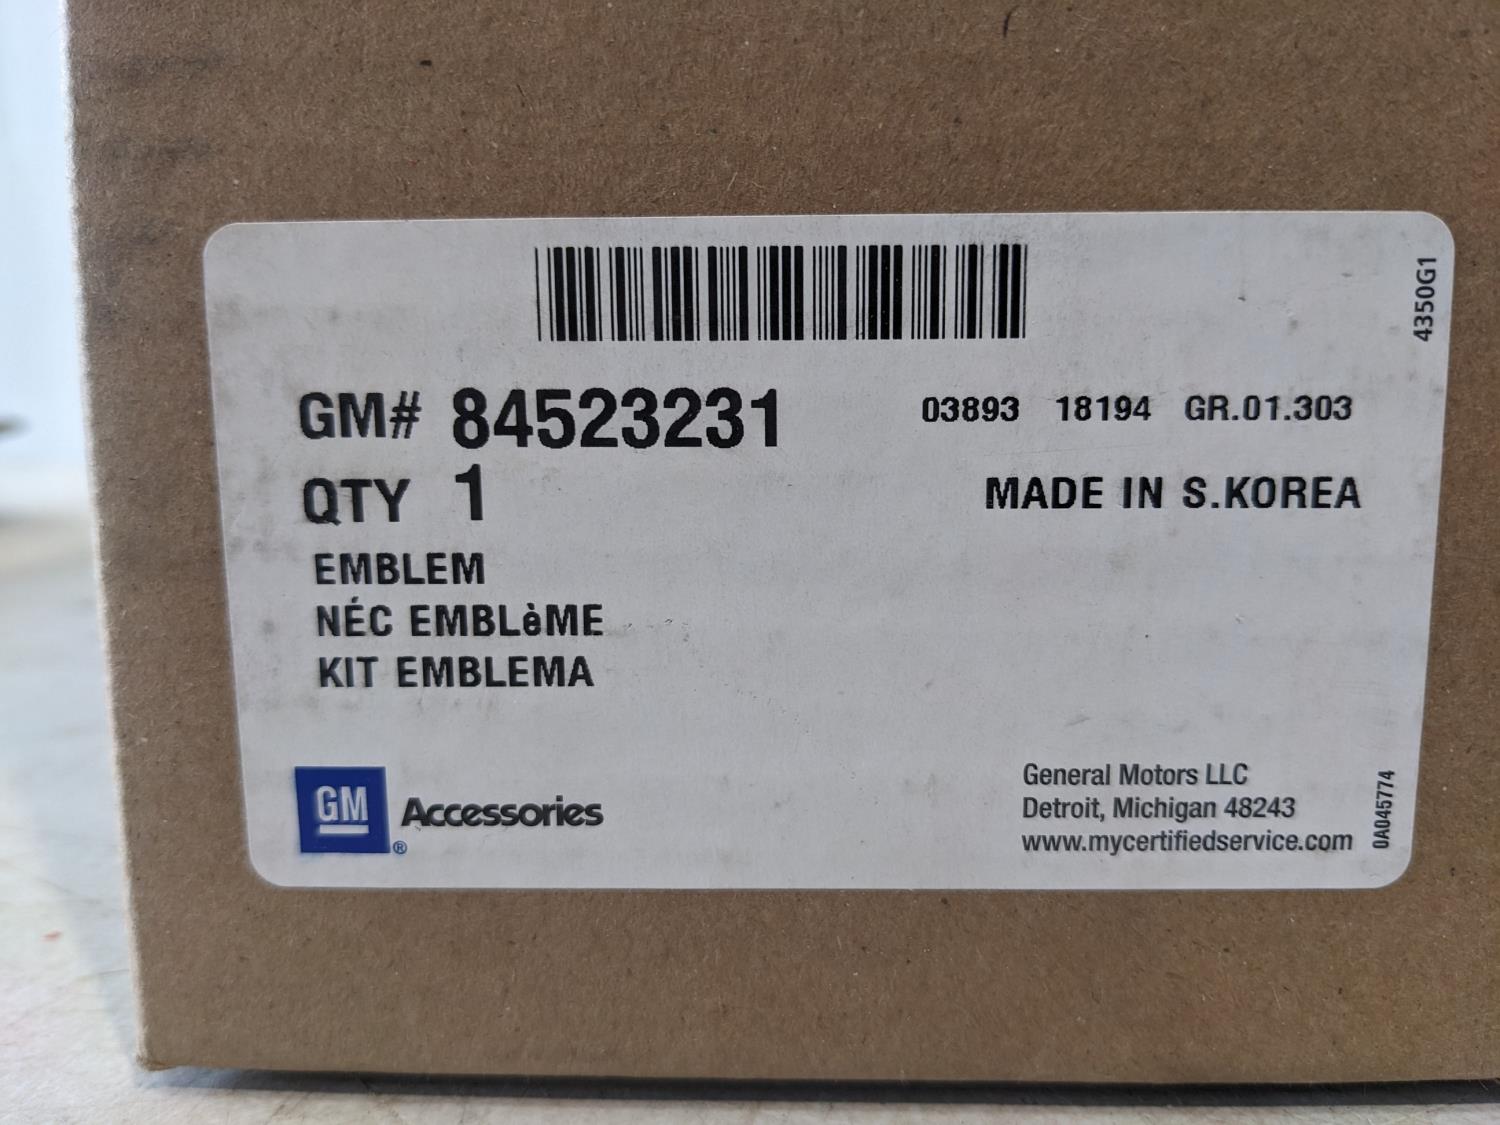 4350G1
GM# 84523231
03893 18194 GR.01.303
QTY 1
MADE IN S.KOREA
EMBLEM
NÉC EMBLèME
KIT EMBLEMA
GM ® Accessories
General Motors LLC
Detroit, Michigan 48243
www.mycertifiedservice.com
0A045774